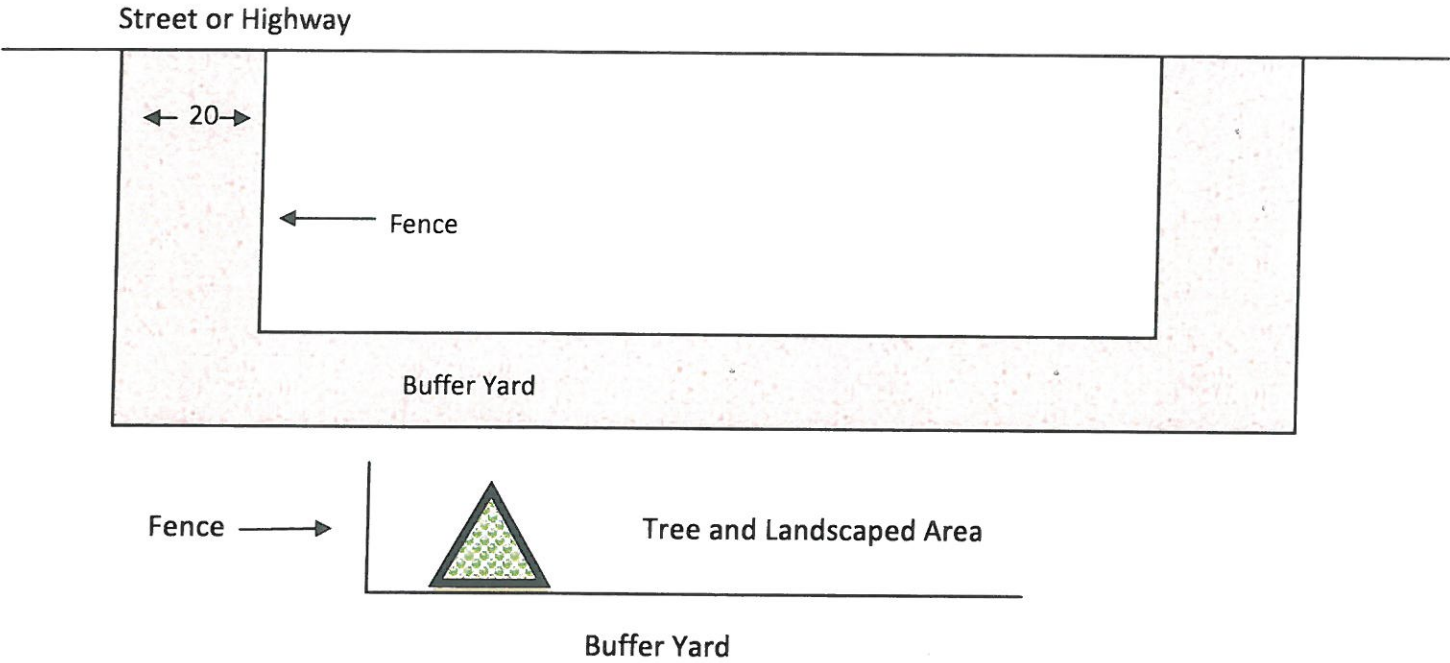 Street or Highway
20
Fence
Buffer Yard
Fence
Tree and Landscaped Area
Buffer Yard